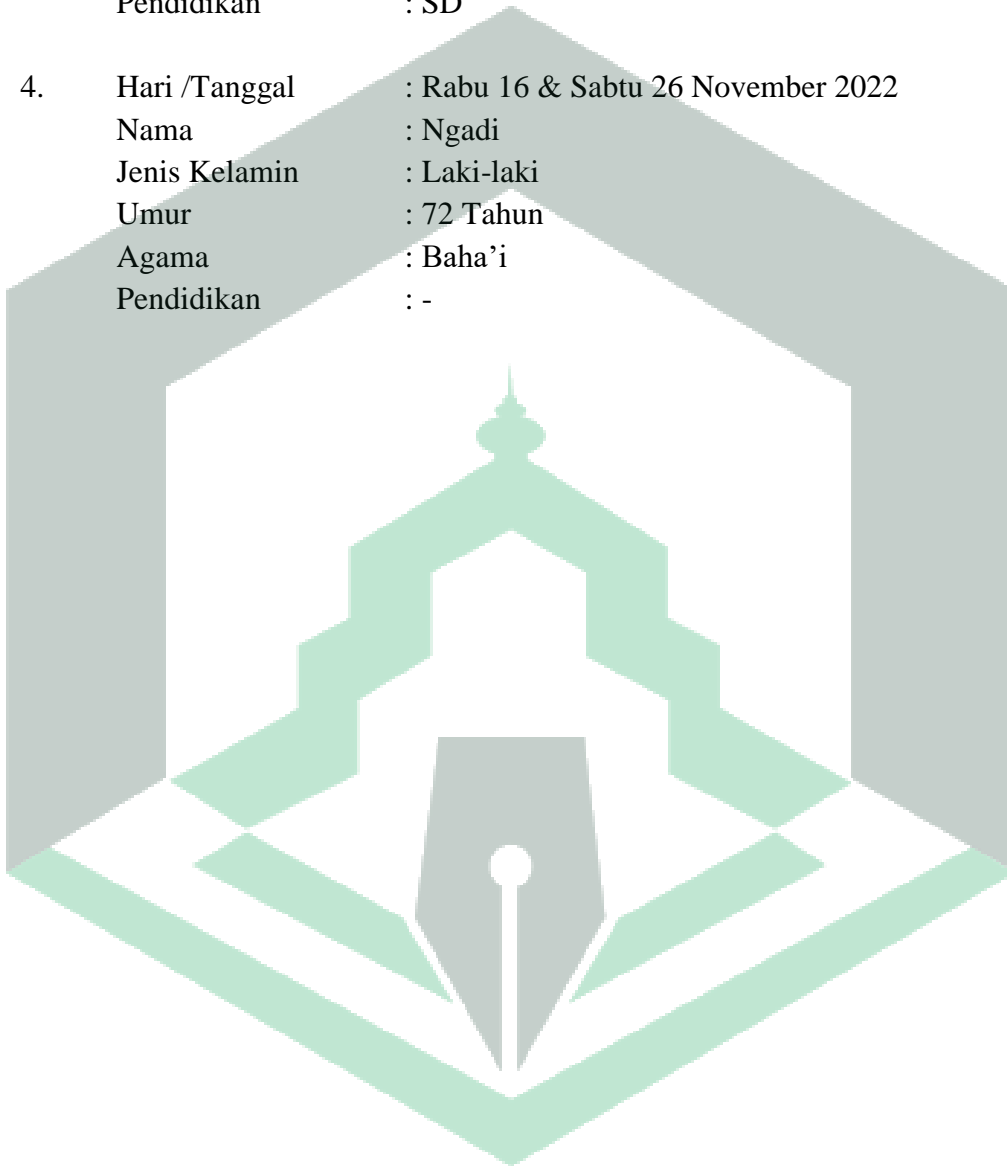 Pendidikan : SD
4. Hari /Tanggal : Rabu 16 & Sabtu 26 November 2022
Nama : Ngadi
Jenis Kelamin : Laki-laki
Umur : 72 Tahun
Agama : Baha’i
Pendidikan : -